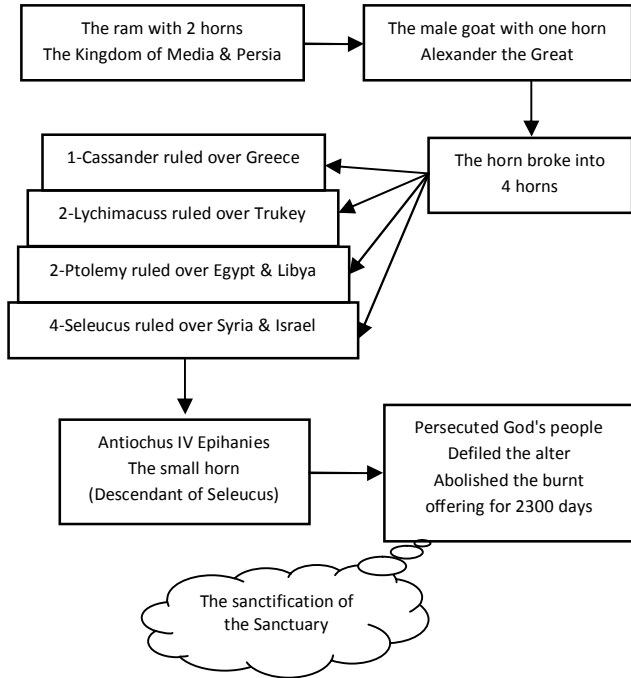 The ram with 2 horns
The Kingdom of Media & Persia
The male goat with one horn
Alexander the Great
The horn broke into
4 horns
1-Cassander ruled over Greece
2-Lychimacuss ruled over Trukey
2-Ptolemy ruled over Egypt & Libya
4-Seleucus ruled over Syria & Israel
Antiochus IV Epihanies
The small horn
(Descendant of Seleucus)
Persecuted God's people
Defiled the alter
Abolished the burnt
offering for 2300 days
The sanctification of
the Sanctuary